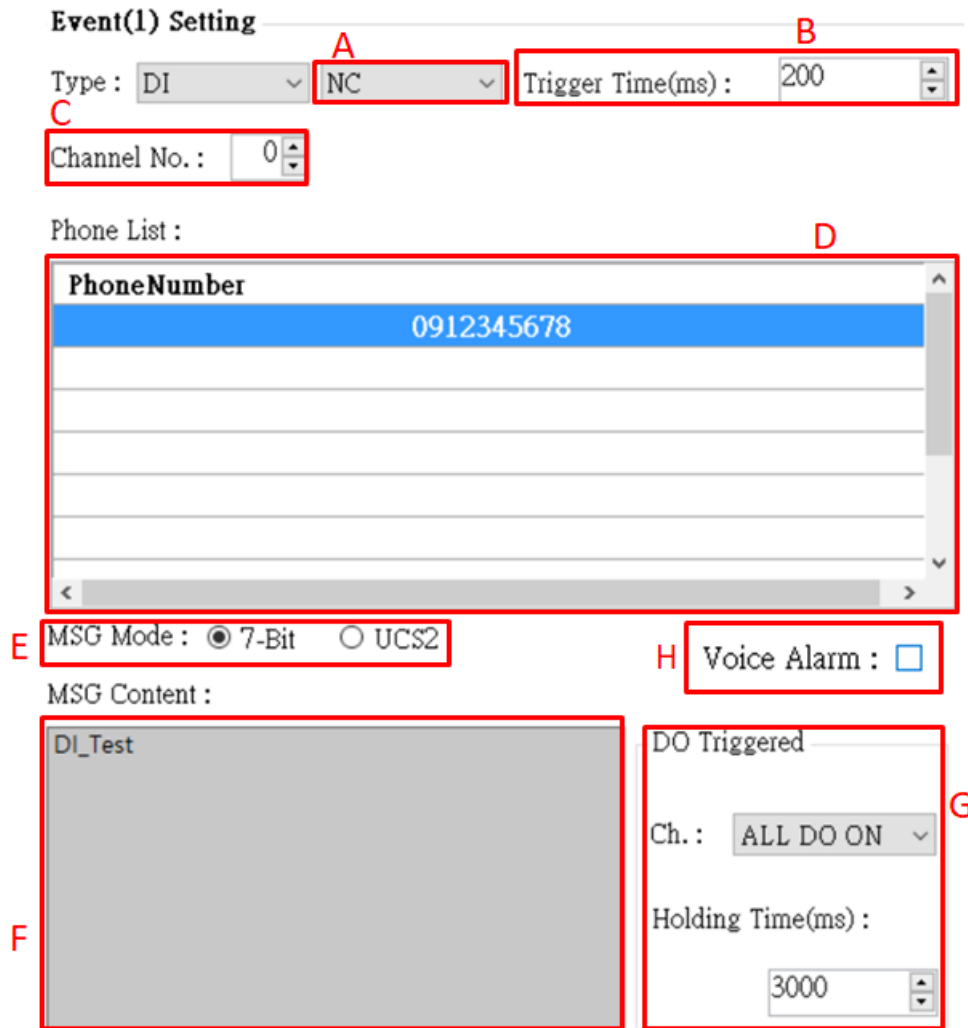 Event(1) Setting
A
B
Type : DI NC Trigger Time(ms) : 200
C
Channel No. : 0
Phone List :
D
PhoneNumber
0912345678
E MSG Mode : 7-Bit UCS2
H Voice Alarm :
MSG Content :
DI_Test
DO Triggered
G
Ch. : ALL DO ON
Holding Time(ms) :
F
3000